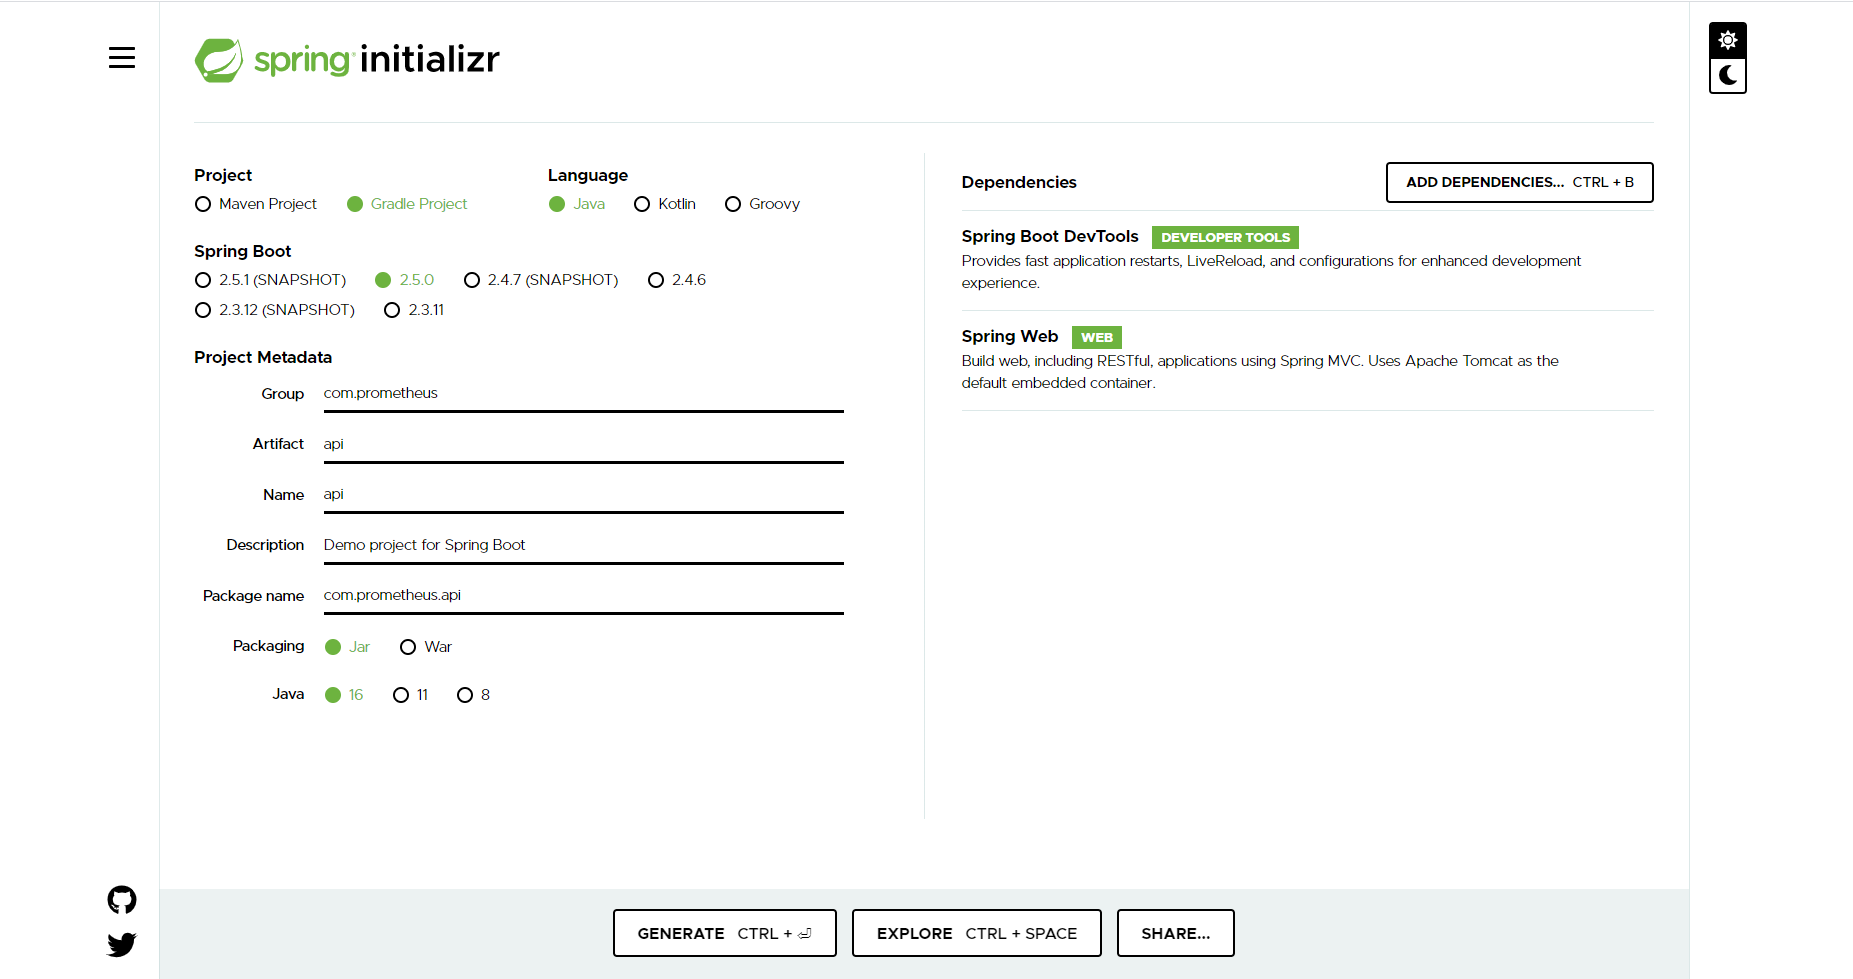 spring initializr
Project
Maven Project Gradle Project
Language
Java Kotlin Groovy
Spring Boot
2.5.1 (SNAPSHOT) 2.5.0 2.4.7 (SNAPSHOT) 2.4.6
2.3.12 (SNAPSHOT) 2.3.11
Project Metadata
Group com.prometheus
Artifact api
Name api
Description Demo project for Spring Boot
Package name com.prometheus.api
Packaging Jar War
Java 16 11 8
Dependencies
ADD DEPENDENCIES... CTRL + B
Spring Boot DevTools DEVELOPER TOOLS
Provides fast application restarts, LiveReload, and configurations for enhanced development
experience.
Spring Web WEB
Build web, including RESTful, applications using Spring MVC. Uses Apache Tomcat as the
default embedded container.
GENERATE CTRL + ⏎
EXPLORE CTRL + SPACE
SHARE...